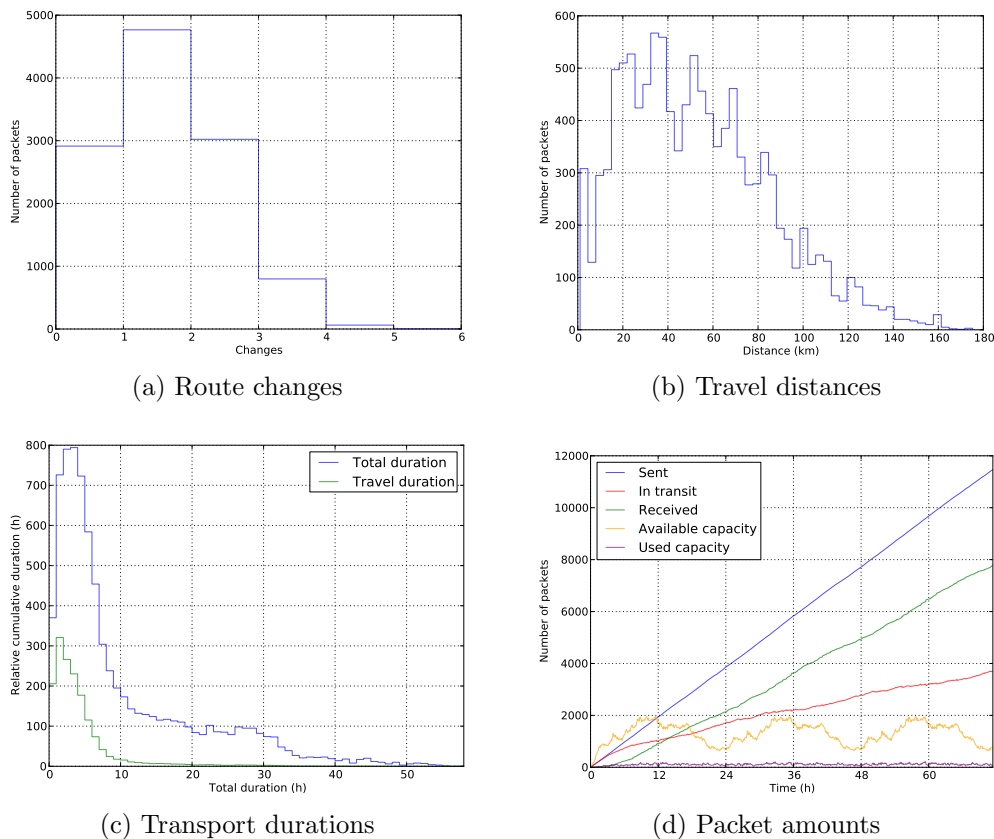 5000
4000
3000
2000
1000
0
0 1 2 3 4 5 6
Number of packets
Changes
(a) Route changes
600
500
400
300
200
100
0
0 20 40 60 80 100 120 140 160 180
Number of packets
Distance (km)
(b) Travel distances
800
700
600
500
400
300
200
100
0
0 10 20 30 40 50
Relative cumulative duration (h)
Total duration (h)
Total duration
Travel duration
(c) Transport durations
12000
10000
8000
6000
4000
2000
0
0 12 24 36 48 60
Number of packets
Time (h)
Sent
In transit
Received
Available capacity
Used capacity
(d) Packet amounts